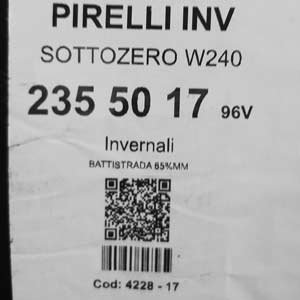 PIRELLI INV
SOTTOZERO W240
235 50 17 96V
Invernali
BATTISTRADA 65%MM
Cod: 4228 - 17